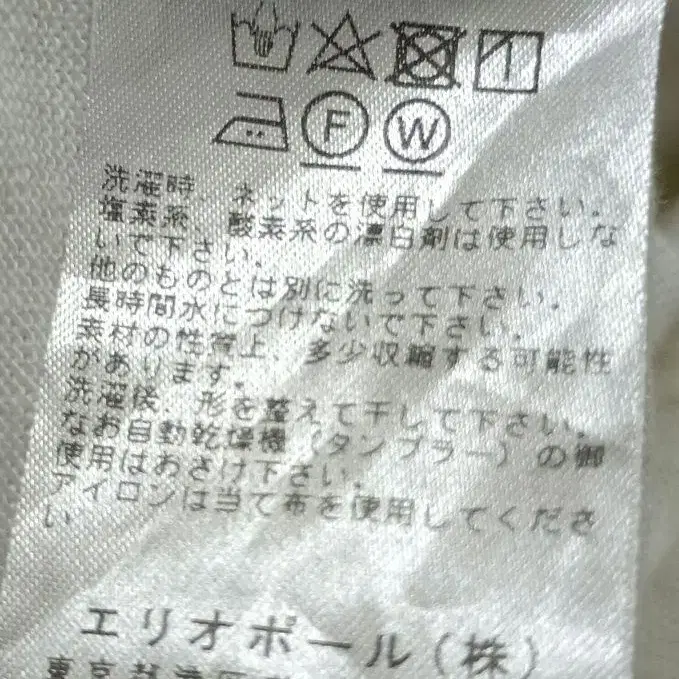 F W
洗濯時、ネットを使用して下さい。
塩素系、酸素系の漂白剤は使用しな
いで下さい。
他のものとは別に洗って下さい。
長時間水につけないで下さい。
素材の性質上、多少収縮する可能性
があります。
洗濯後、形を整えて干して下さい。
なお自動乾燥機（タンブラー）の御
使用はおさけ下さい。
アイロンは当て布を使用してくださ
い
エリオポール（株）
東京都渋谷区